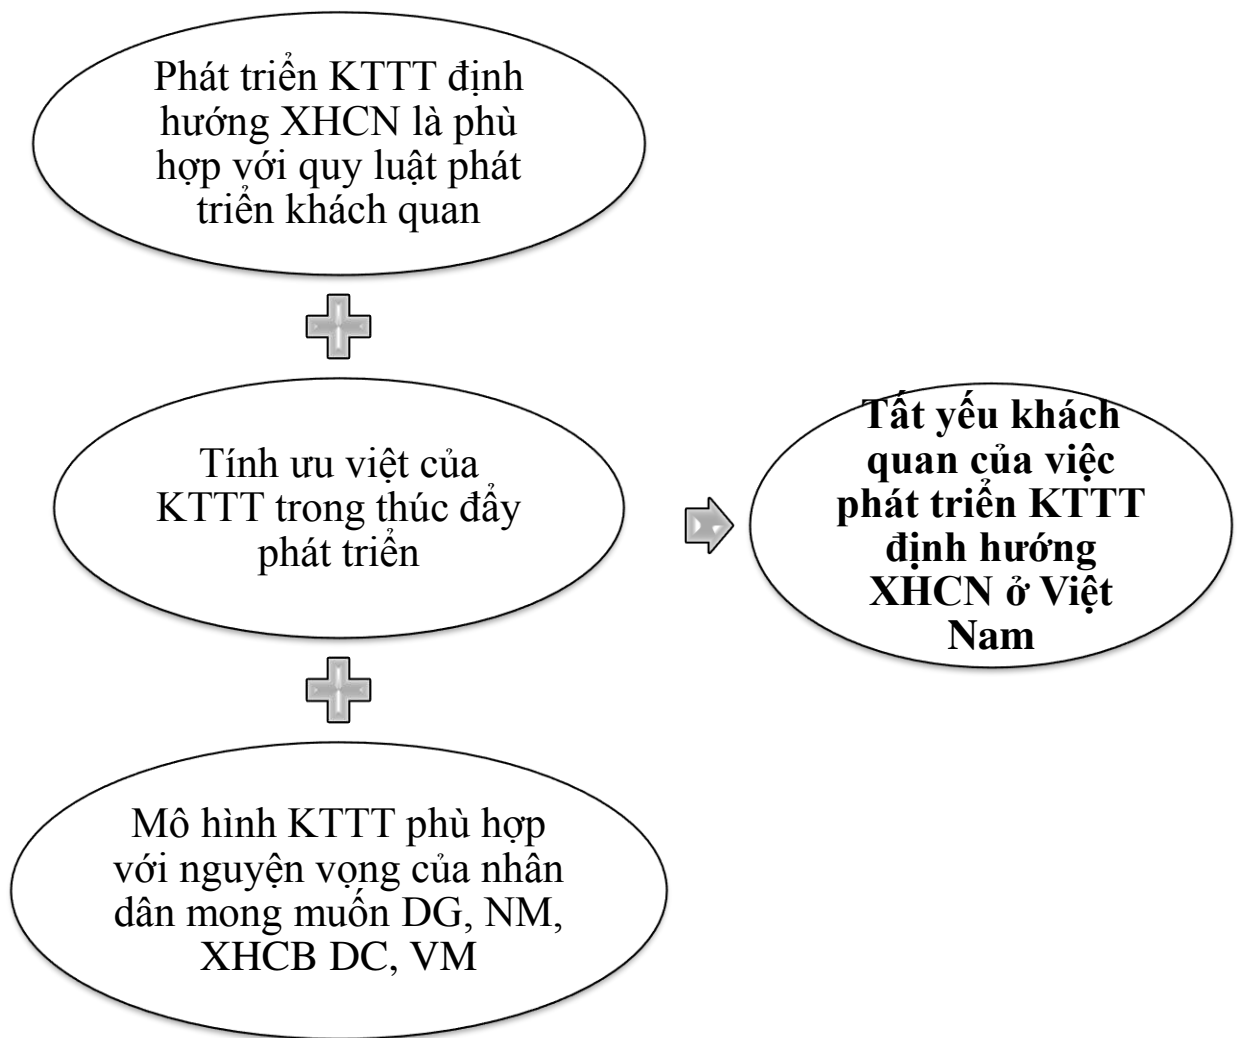 Phát triển KTTT định
hướng XHCN là phù
hợp với quy luật phát
triển khách quan
Tính ưu việt của
KTTT trong thúc đẩy
phát triển
Mô hình KTTT phù hợp
với nguyện vọng của nhân
dân mong muốn DG, NM,
XHCB DC, VM
Tất yếu khách
quan của việc
phát triển KTTT
định hướng
XHCN ở Việt
Nam